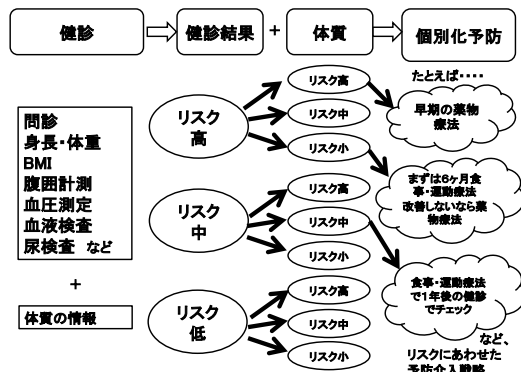 健診
健診結果
+
体質
個別化予防
問診
身長・体重
BMI
腹囲計測
血圧測定
血液検査
尿検査 など
+
体質の情報
リスク
高
リスク
中
リスク
低
リスク高
リスク中
リスク小
リスク高
リスク中
リスク小
リスク高
リスク中
リスク小
たとえば・・・・
早期の薬物
療法
まずは6ヶ月食
事・運動療法
改善しないなら薬
物療法
食事・運動療法
で1年後の健診
でチェック
など、
リスクにあわせた
予防介入戦略